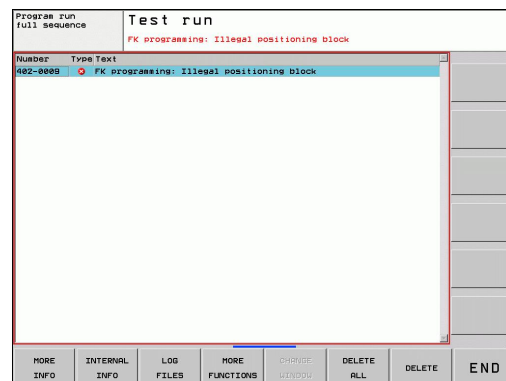 Program run
full sequence
Test run
FK programming: Illegal positioning block
Number Type Text
402-0009 FK programming: Illegal positioning block
MORE INFO
INTERNAL INFO
LOG FILES
MORE FUNCTIONS
CHANGE WINDOW
DELETE ALL
DELETE
END